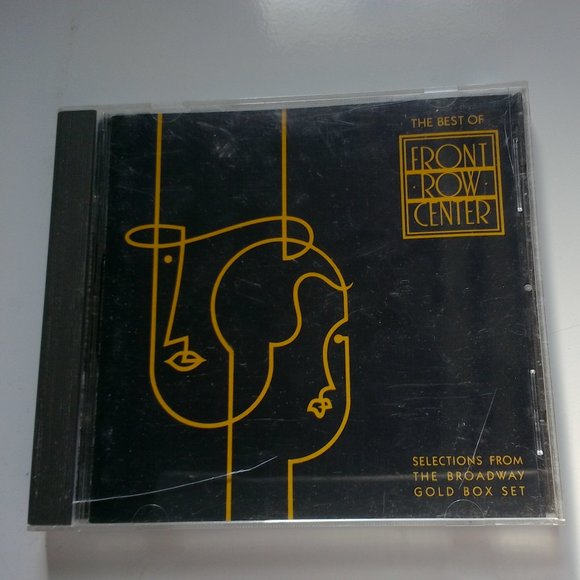 THE BEST OF
FRONT
·ROW·
CENTER
SELECTIONS FROM
THE BROADWAY
GOLD BOX SET